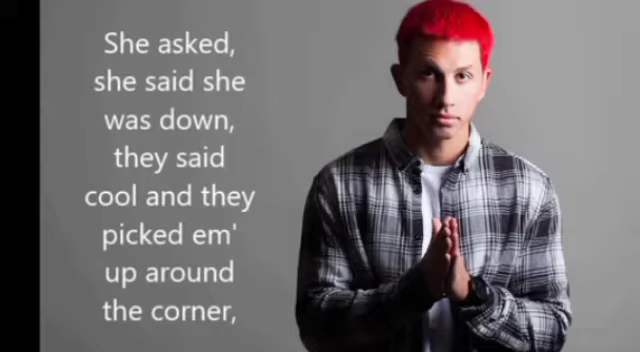 She asked,
she said she
was down,
they said
cool and they
picked em'
up around
the corner,